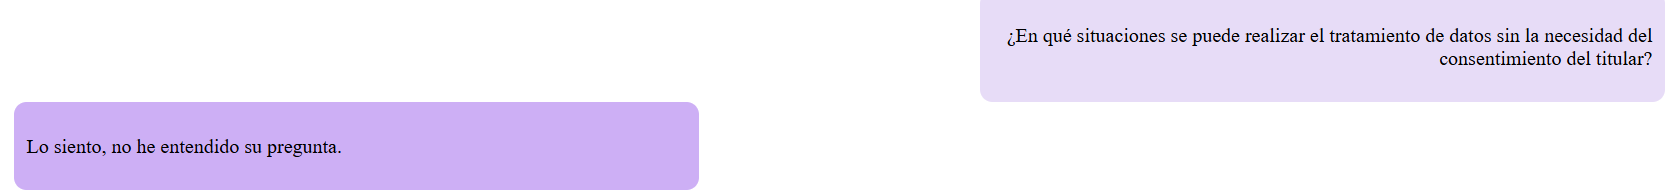 ¿En qué situaciones se puede realizar el tratamiento de datos sin la necesidad del
consentimiento del titular?
Lo siento, no he entendido su pregunta.